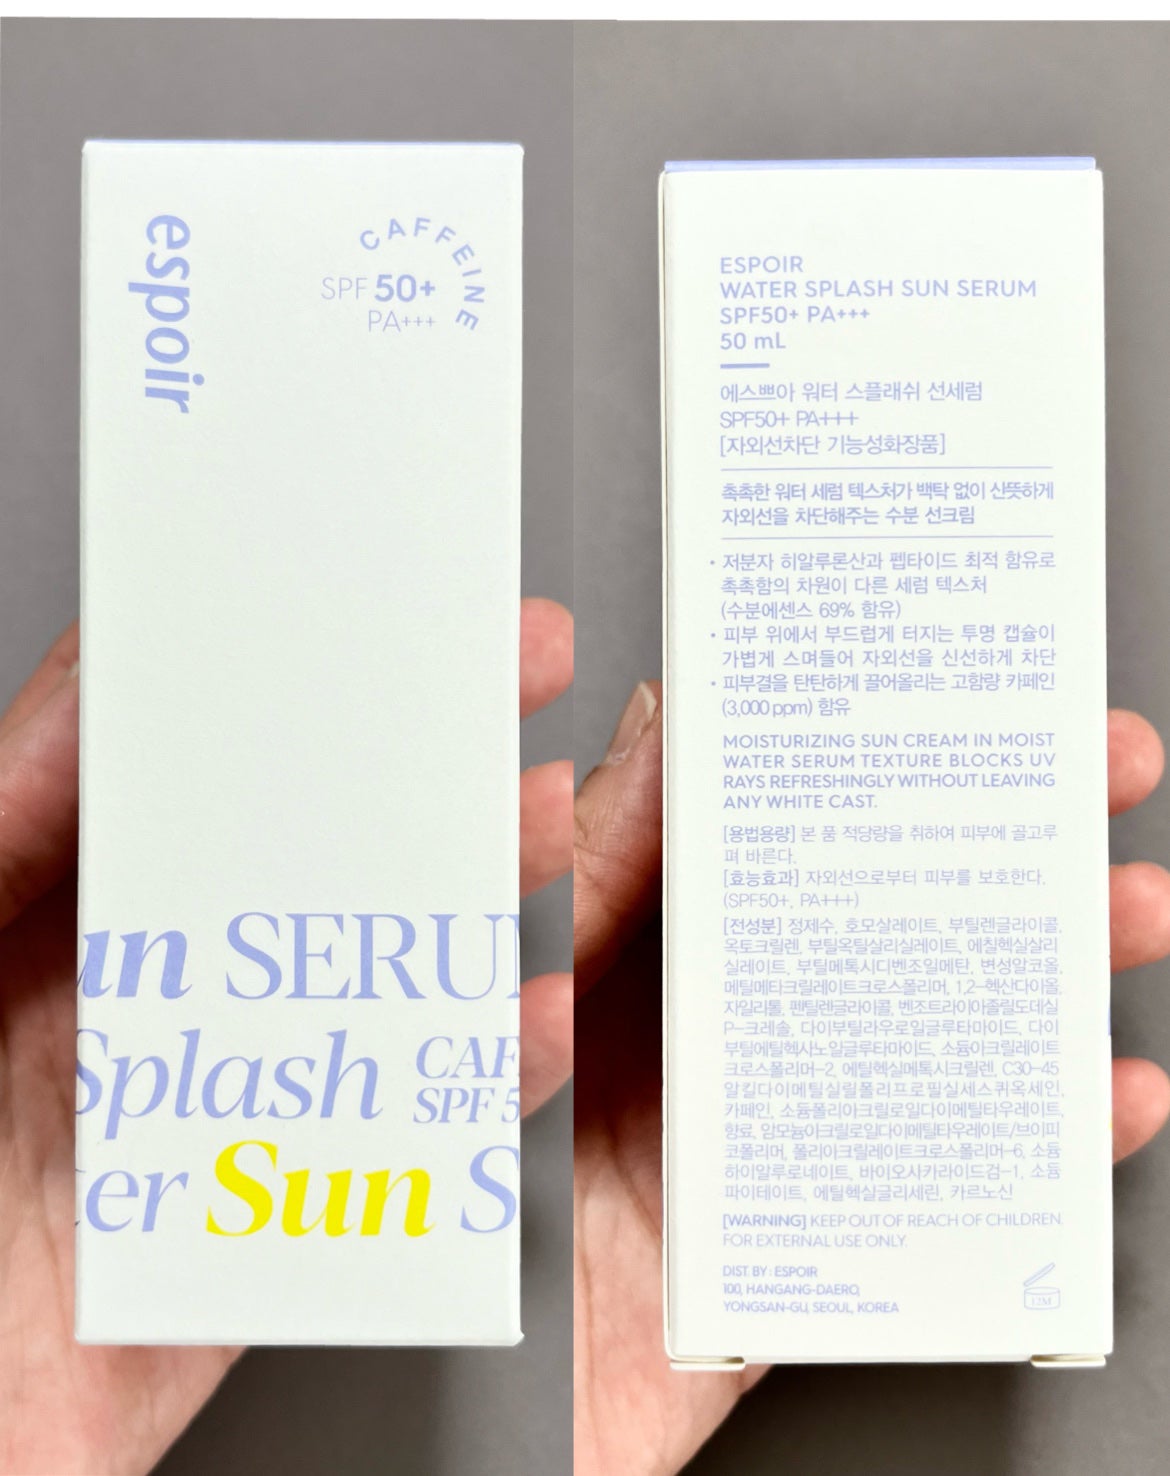 espoir
CAFFEINE
SPF 50+
PA+++
un SERUM
Splash CAF
SPF 5
er Sun S
ESPOIR
WATER SPLASH SUN SERUM
SPF50+ PA+++
50 mL
에스쁘아 워터 스플래쉬 선세럼
SPF50+ PA+++
[자외선차단 기능성화장품]
촉촉한 워터 세럼 텍스처가 백탁 없이 산뜻하게
자외선을 차단해주는 수분 선크림
• 저분자 히알루론산과 펩타이드 최적 함유로
촉촉함의 차원이 다른 세럼 텍스처
(수분에센스 69% 함유)
• 피부 위에서 부드럽게 터지는 투명 캡슐이
가볍게 스며들어 자외선을 신선하게 차단
• 피부결을 탄탄하게 끌어올리는 고함량 카페인
(3,000 ppm) 함유
MOISTURIZING SUN CREAM IN MOIST
WATER SERUM TEXTURE BLOCKS UV
RAYS REFRESHINGLY WITHOUT LEAVING
ANY WHITE CAST.
[용법용량] 본 품 적당량을 취하여 피부에 골고루
펴 바른다.
[효능효과] 자외선으로부터 피부를 보호한다.
(SPF50+, PA+++)
[전성분] 정제수, 호모살레이트, 부틸렌글라이콜,
옥토크릴렌, 부틸옥틸살리실레이트, 에칠헥실살리
실레이트, 부틸메톡시디벤조일메탄, 변성알코올,
메틸메타크릴레이트크로스폴리머, 1,2-헥산다이올,
자일리톨, 펜틸렌글라이콜, 벤조트라이아졸릴도데실
P-크레솔, 다이부틸라우로일글루타마이드, 다이
부틸에틸헥사노일글루타마이드, 소듐아크릴레이트
크로스폴리머-2, 에틸헥실메톡시크릴렌, C30-45
알킬다이메틸실릴폴리프로필실세스퀴옥세인,
카페인, 소듐폴리아크릴로일다이메틸타우레이트,
향료, 암모늄아크릴로일다이메틸타우레이트/브이피
코폴리머, 폴리아크릴레이트크로스폴리머-6, 소듐
하이알루로네이트, 바이오사카라이드검-1, 소듐
파이테이트, 에틸헥실글리세린, 카르노신
[WARNING] KEEP OUT OF REACH OF CHILDREN.
FOR EXTERNAL USE ONLY.
DIST. BY : ESPOIR
100, HANGANG-DAERO,
YONGSAN-GU, SEOUL, KOREA
12M